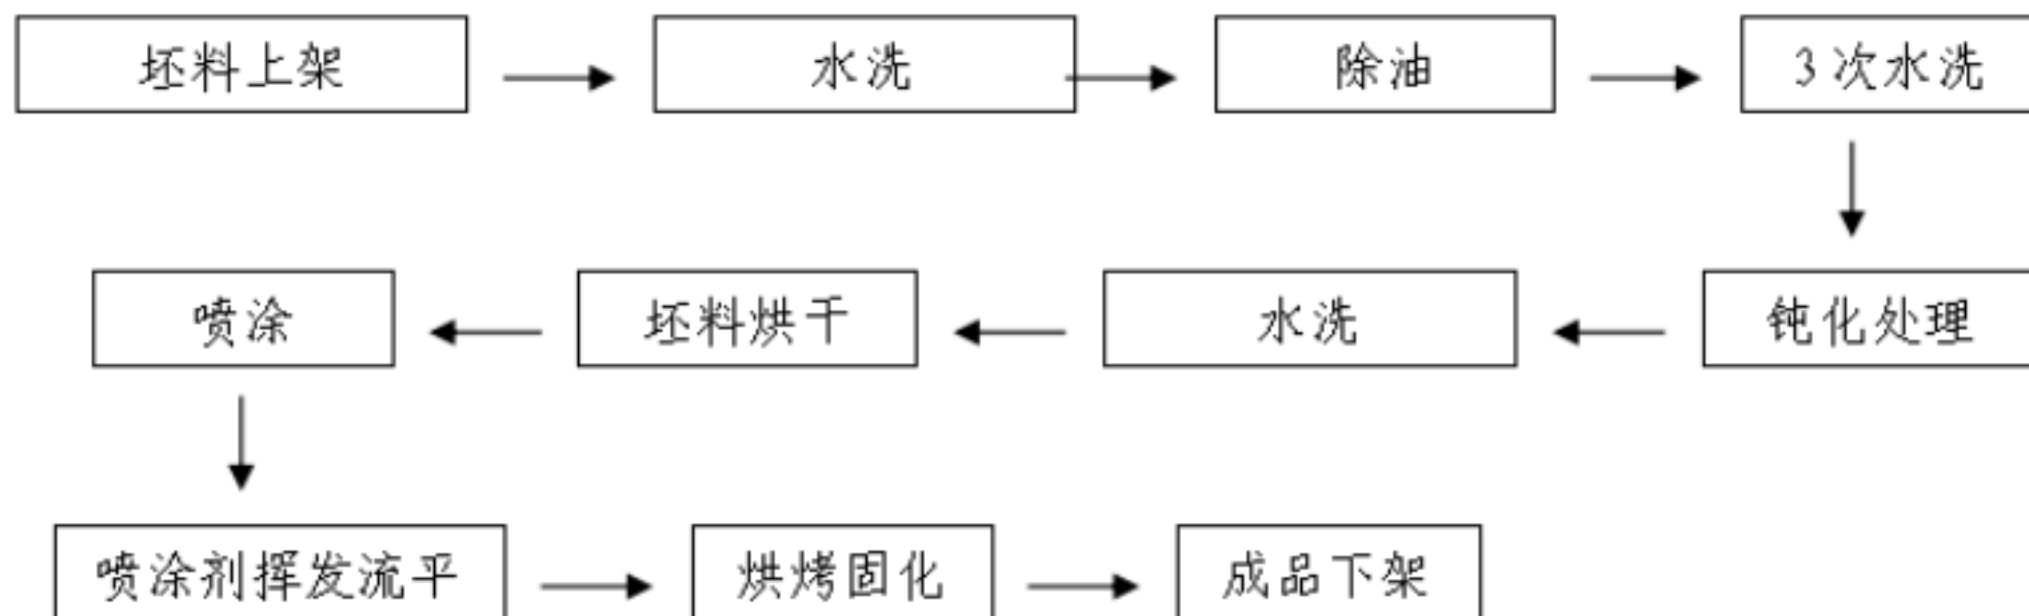 坯料上架 水洗 除油 3次水洗
喷涂 坯料烘干 水洗 钝化处理
喷涂剂挥发流平 烘烤固化 成品下架